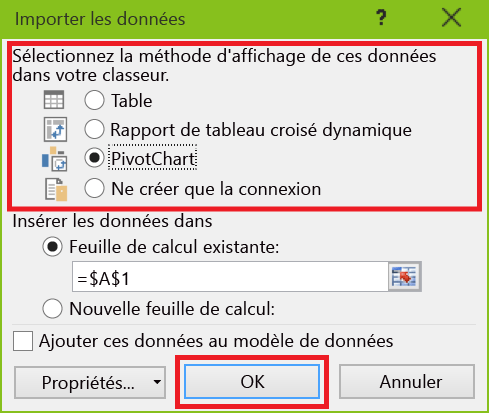 Importer les données
?
Sélectionnez la méthode d'affichage de ces données
dans votre classeur.
Table
Rapport de tableau croisé dynamique
PivotChart
Ne créer que la connexion
Insérer les données dans
Feuille de calcul existante:
=$A$1
Nouvelle feuille de calcul:
Ajouter ces données au modèle de données
Propriétés...
OK
Annuler